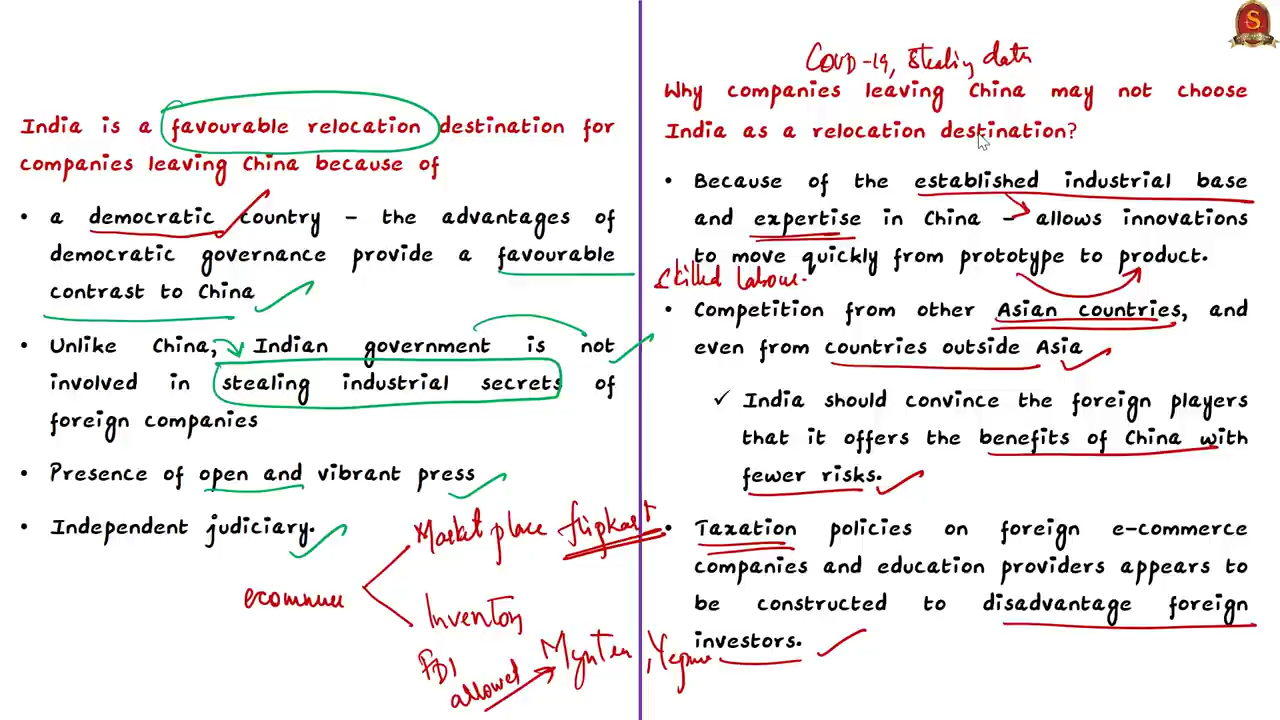 India is a favourable relocation destination for
companies leaving China because of
• a democratic country – the advantages of
democratic governance provide a favourable
contrast to China
• Unlike China, Indian government is not
involved in stealing industrial secrets of
foreign companies
• Presence of open and vibrant press
• Independent judiciary.
Market place flipkart
ecommerce
Inventory
FDI
allowed
COVID-19, Stealing data
Why companies leaving China may not choose
India as a relocation destination?
• Because of the established industrial base
and expertise in China – allows innovations
to move quickly from prototype to product.
skilled labour.
• Competition from other Asian countries, and
even from countries outside Asia
✓ India should convince the foreign players
that it offers the benefits of China with
fewer risks.
• Taxation policies on foreign e-commerce
companies and education providers appears to
be constructed to disadvantage foreign
investors.
S